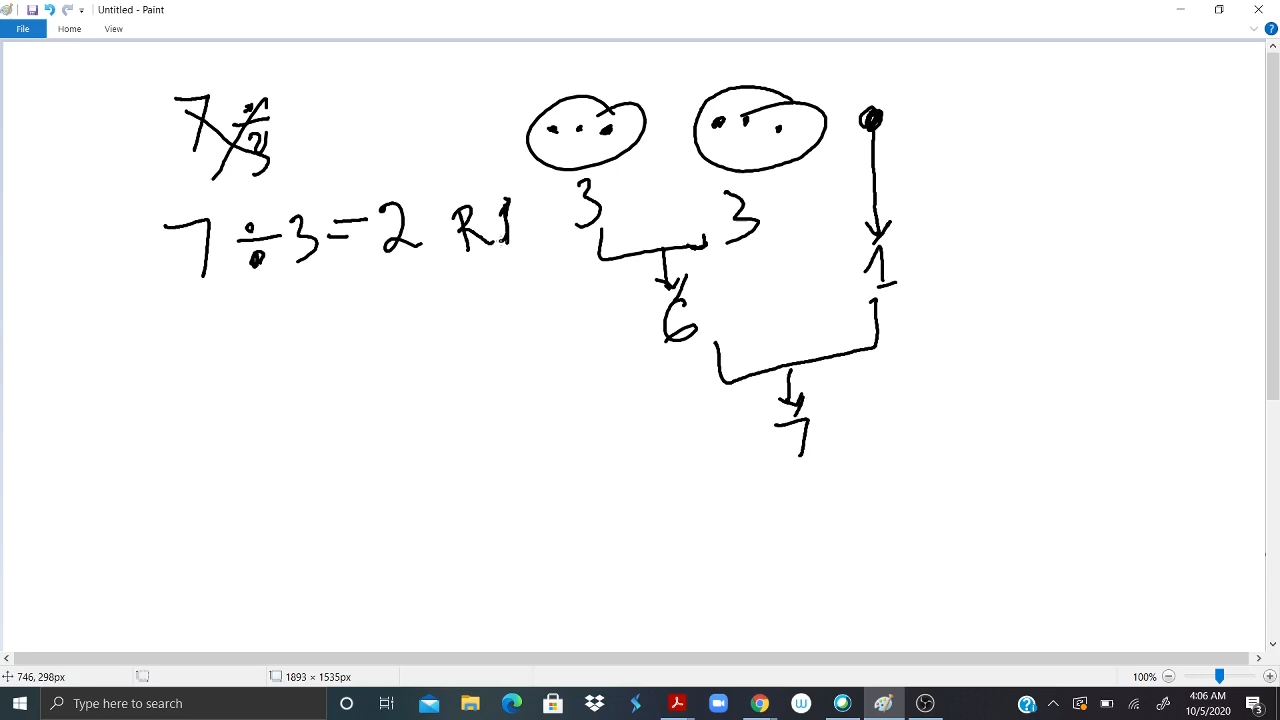 Untitled - Paint
File Home View
7 ÷ 3 = 2 R1
3 3
1
6
7
746, 298px 1893 × 1535px 100%
Type here to search
4:06 AM
10/5/2020
3